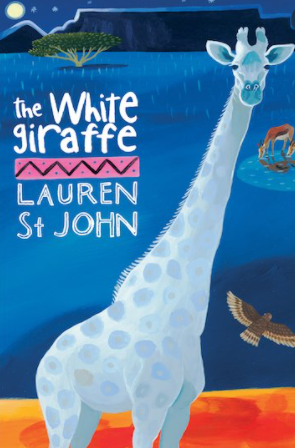 the White
giraffe
LAUREN
St JOHN